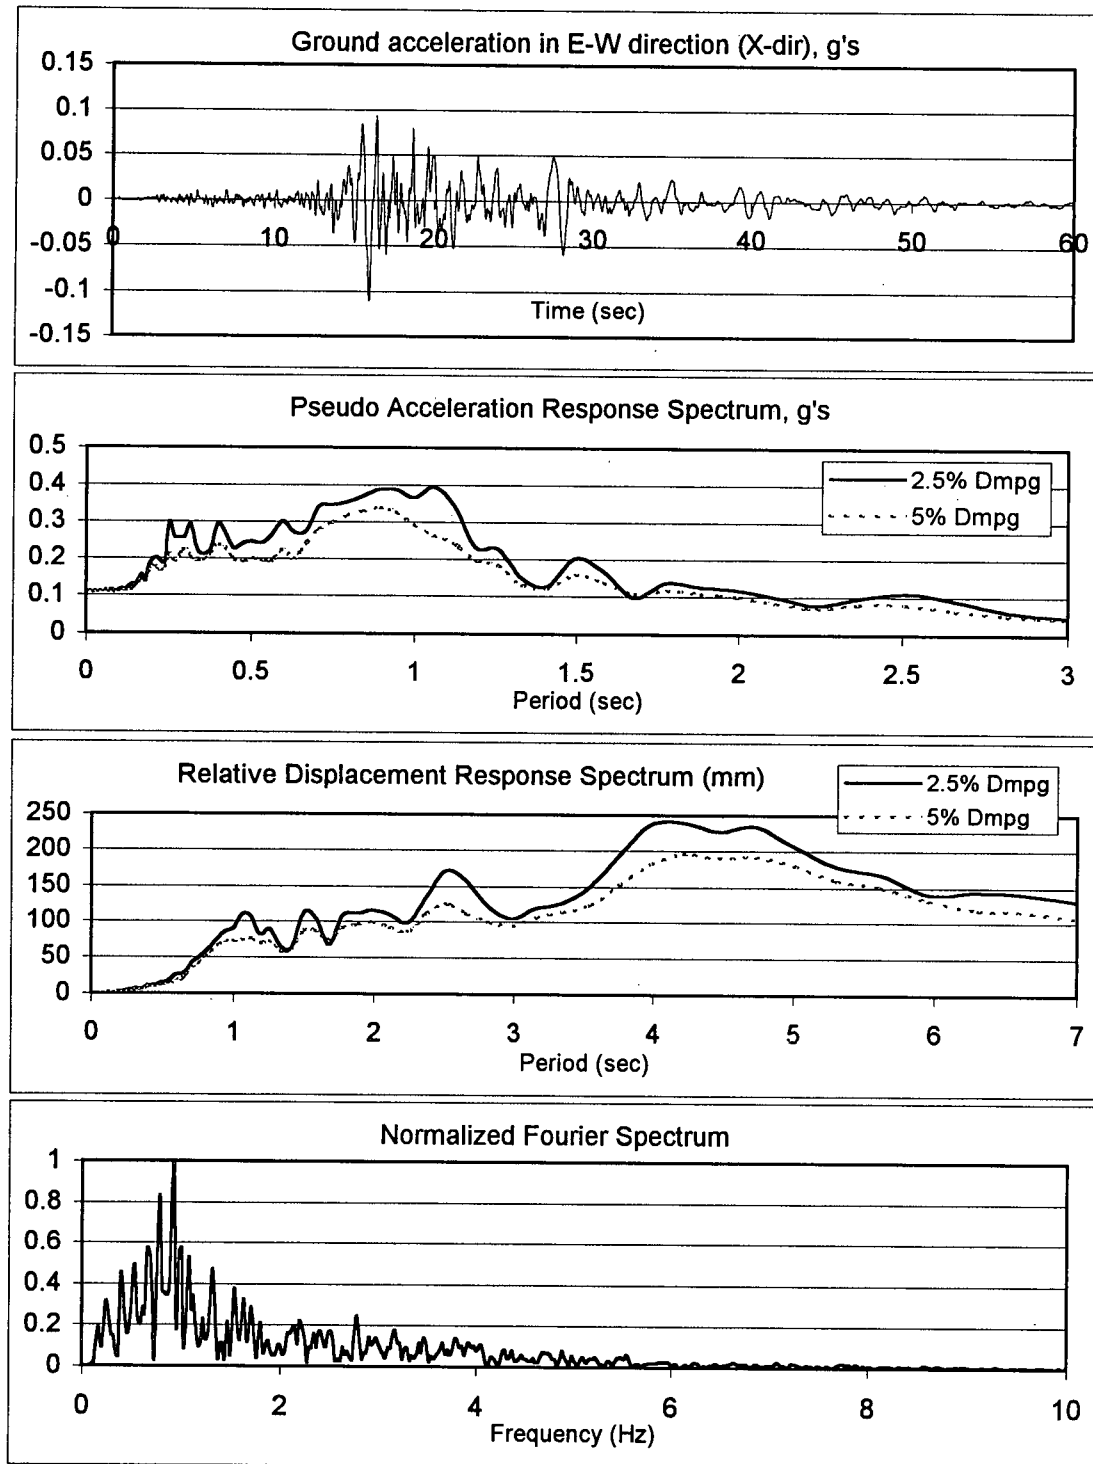 Ground acceleration in E-W direction (X-dir), g's
0.15
0.1
0.05
0
-0.05
-0.1
-0.15
0 10 20 30 40 50 60
Time (sec)
Pseudo Acceleration Response Spectrum, g's
0.5
0.4
0.3
0.2
0.1
0
2.5% Dmpg
5% Dmpg
0 0.5 1 1.5 2 2.5 3
Period (sec)
Relative Displacement Response Spectrum (mm)
2.5% Dmpg
5% Dmpg
250
200
150
100
50
0
0 1 2 3 4 5 6 7
Period (sec)
Normalized Fourier Spectrum
1
0.8
0.6
0.4
0.2
0
0 2 4 6 8 10
Frequency (Hz)